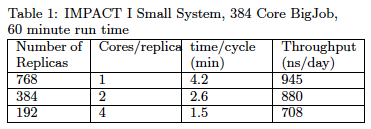 Table 1: IMPACT I Small System, 384 Core BigJob,
60 minute run time
Number of Cores/replica time/cycle Throughput
Replicas (min) (ns/day)
768 1 4.2 945
384 2 2.6 880
192 4 1.5 708